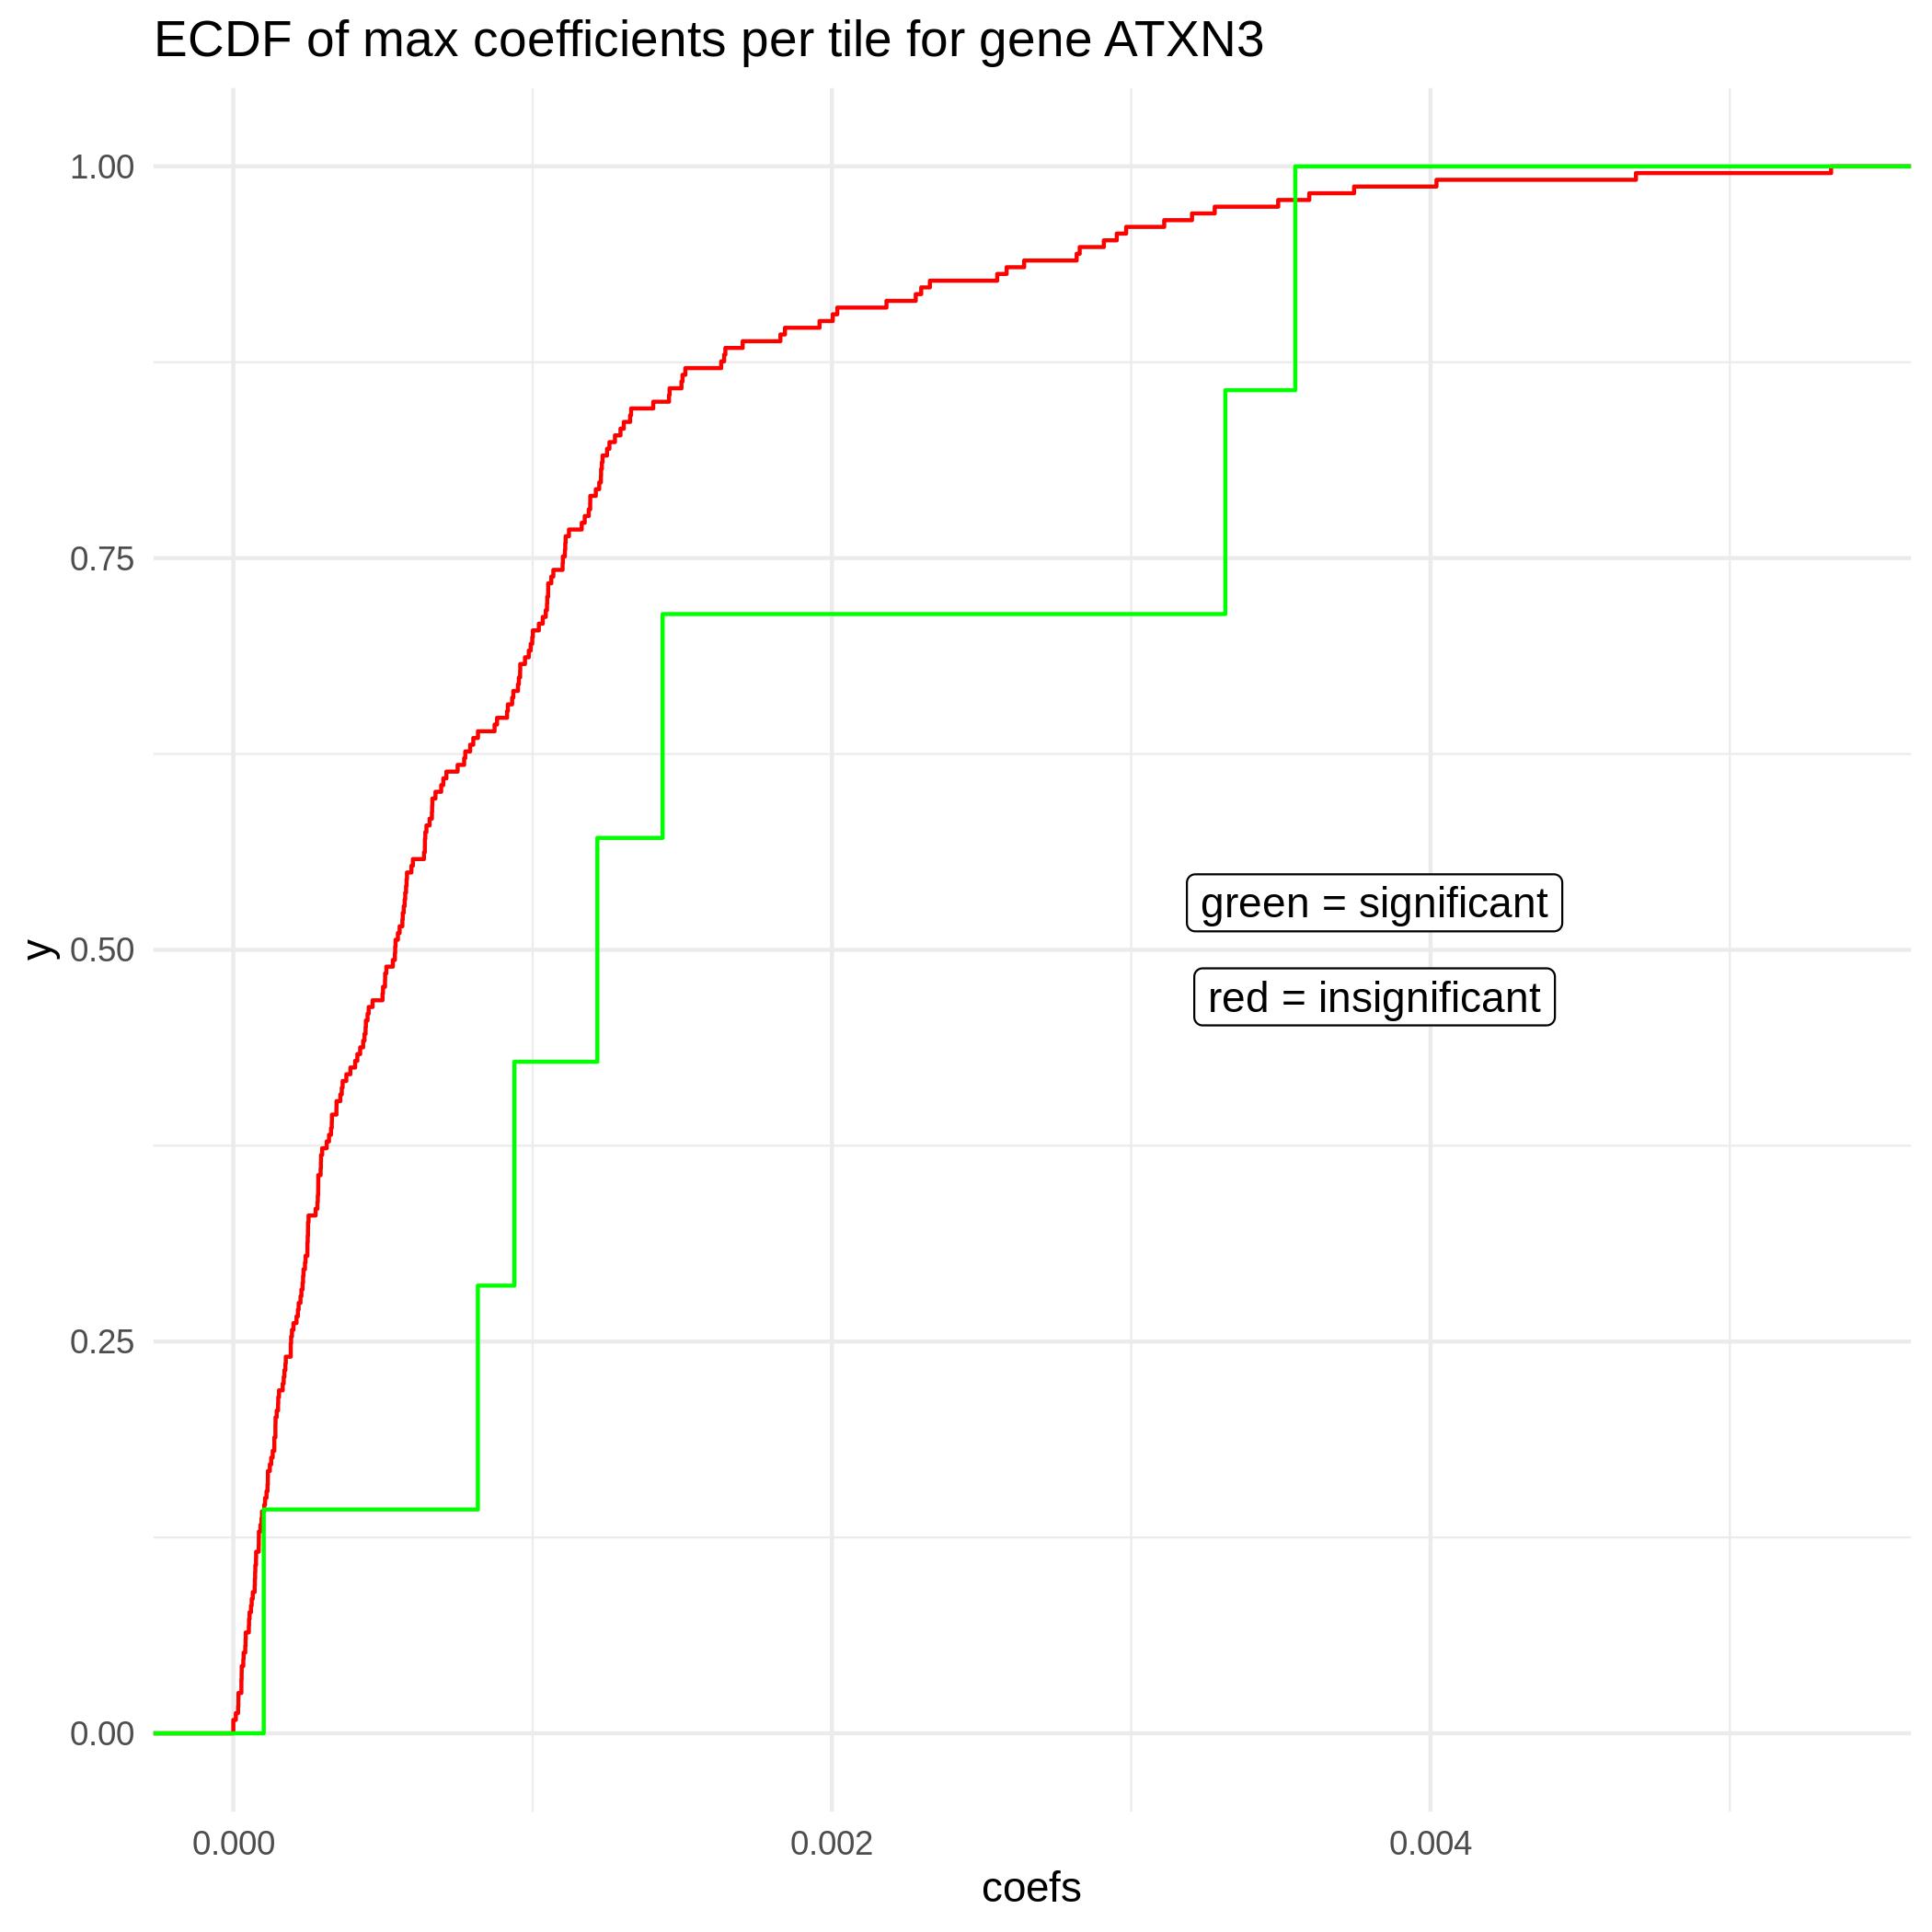 ECDF of max coefficients per tile for gene ATXN3
1.00
0.75
0.50
0.25
0.00
y
green = significant
red = insignificant
0.000
0.002
0.004
coefs